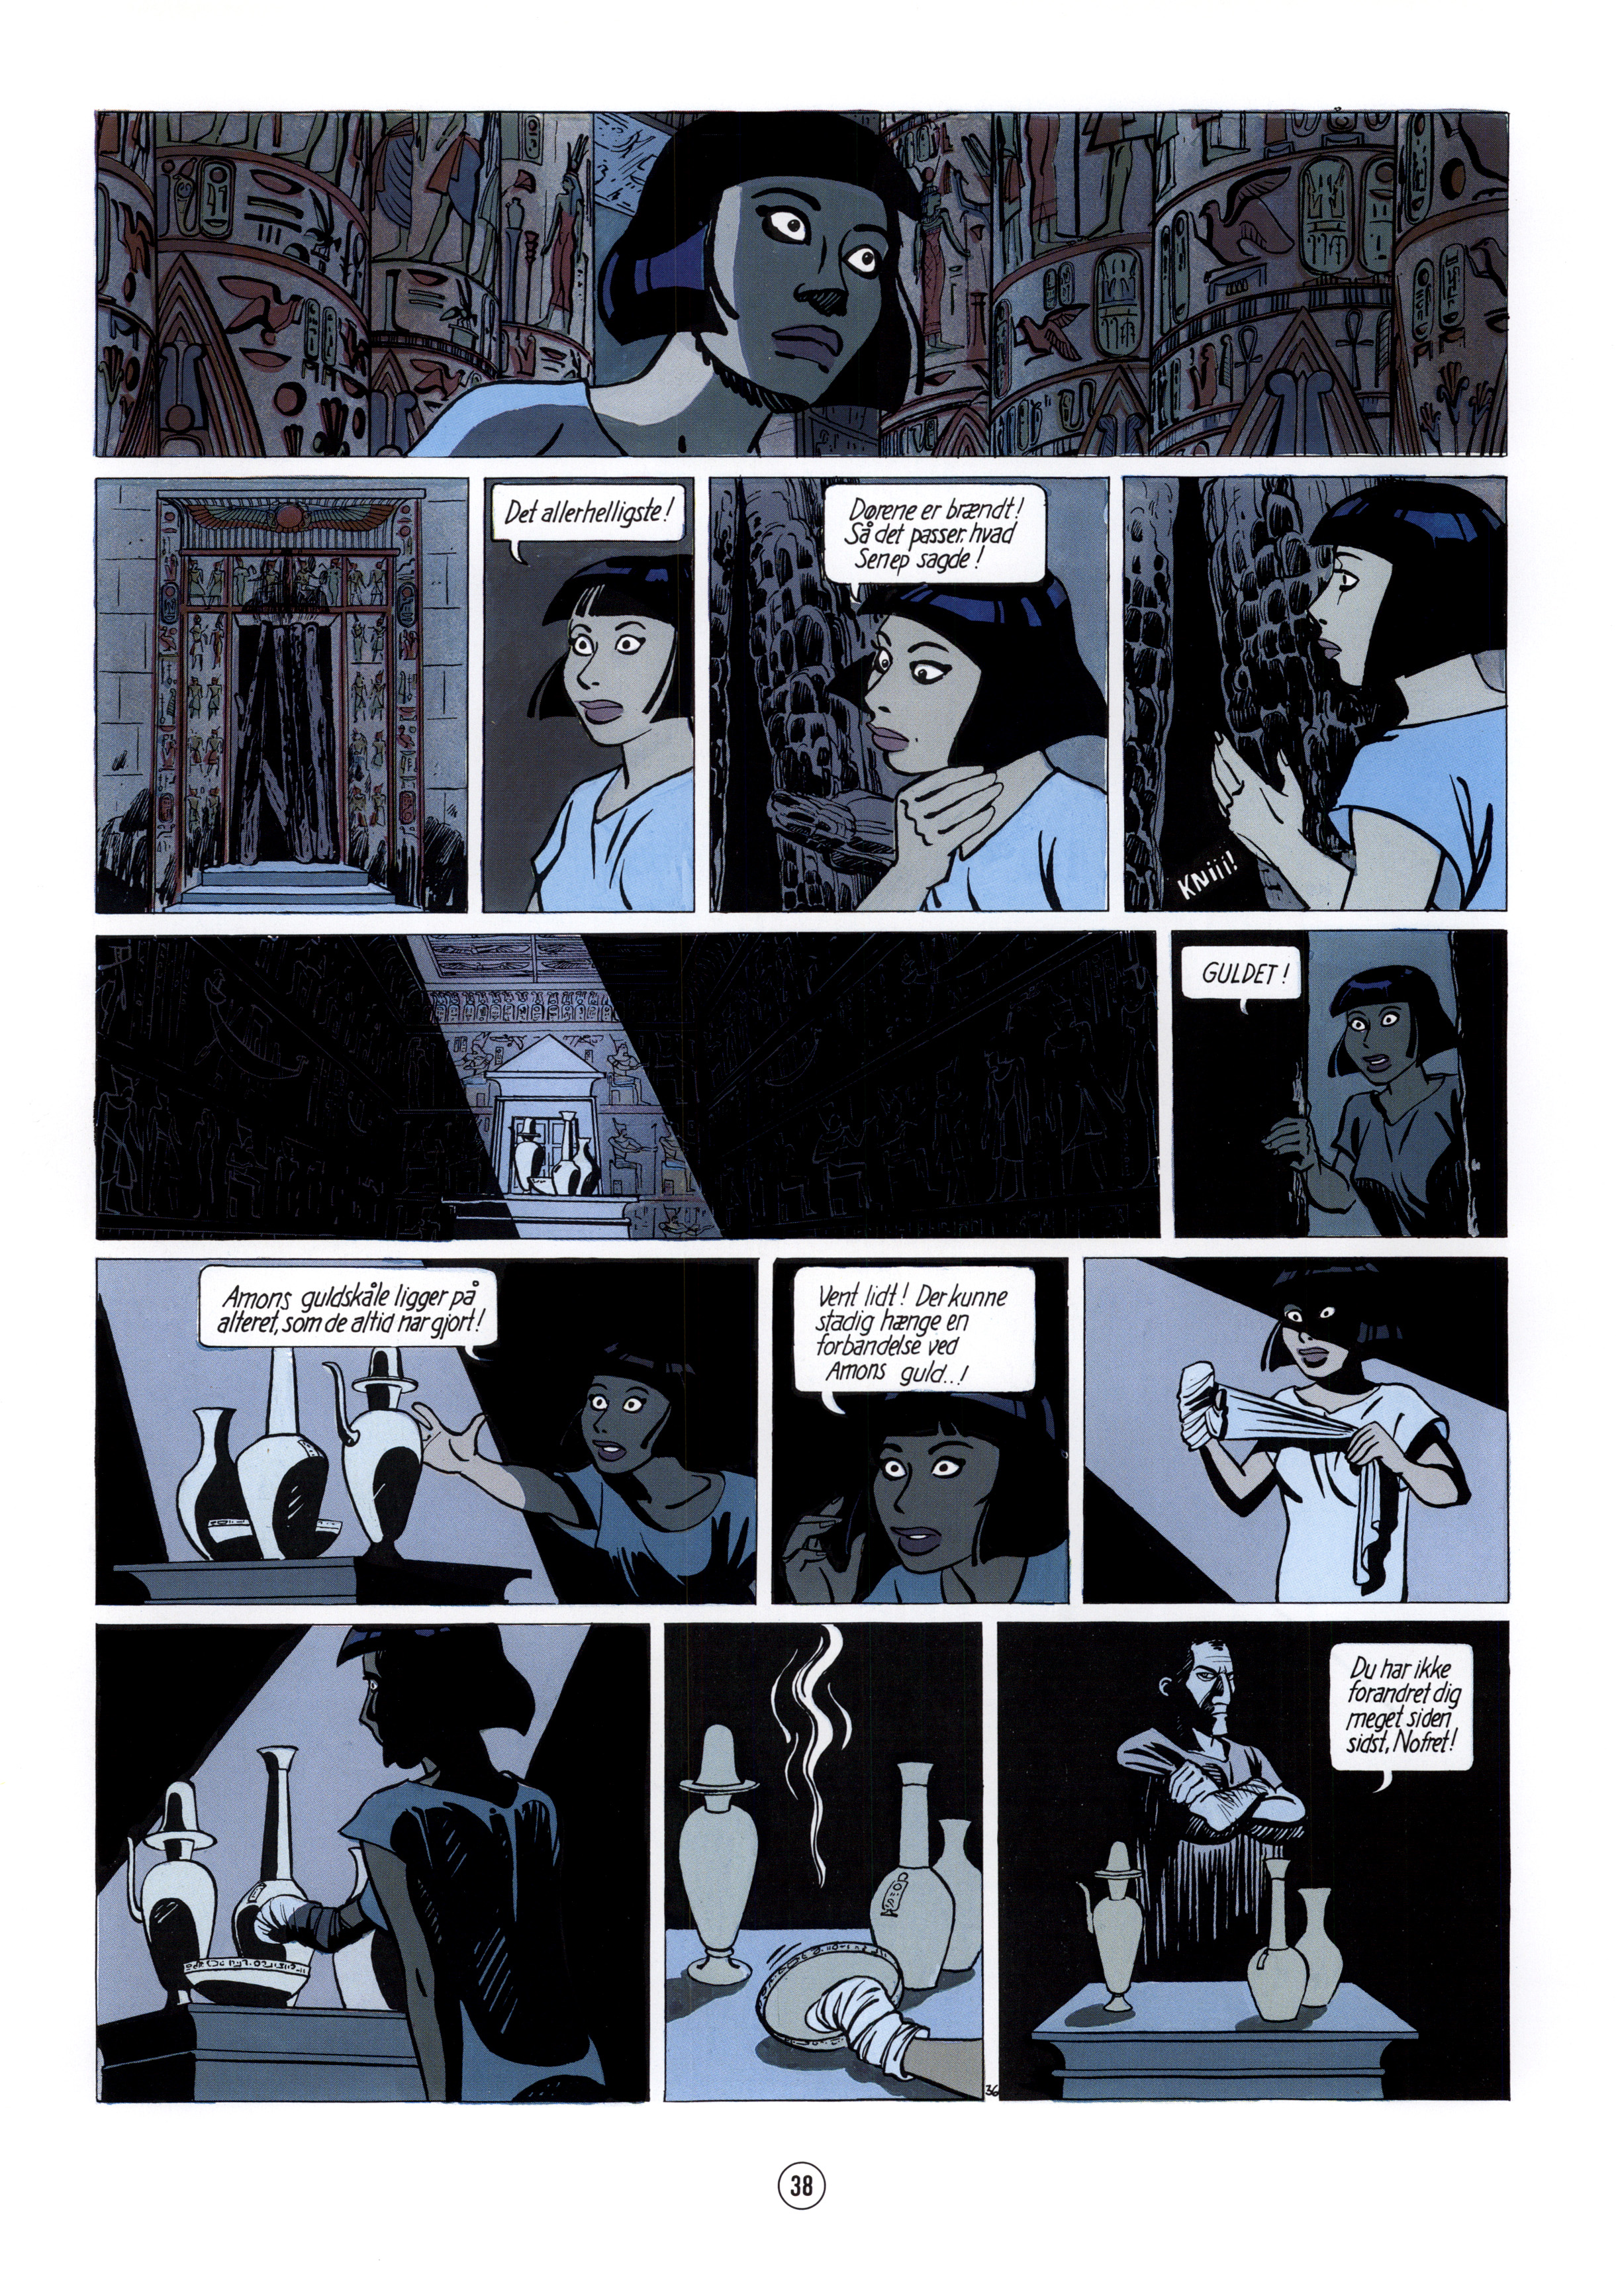 Det allerhelligste!
Dørene er brændt!
Så det passer, hvad
Senep sagde!
KNiiii!
GULDET!
Amons guldskåle ligger på
alteret, som de altid har gjort!
Vent lidt! Der kunne
stadig hænge en
forbandelse ved
Amons guld..!
Du har ikke
forandret dig
meget siden
sidst, Nofret!
36
38